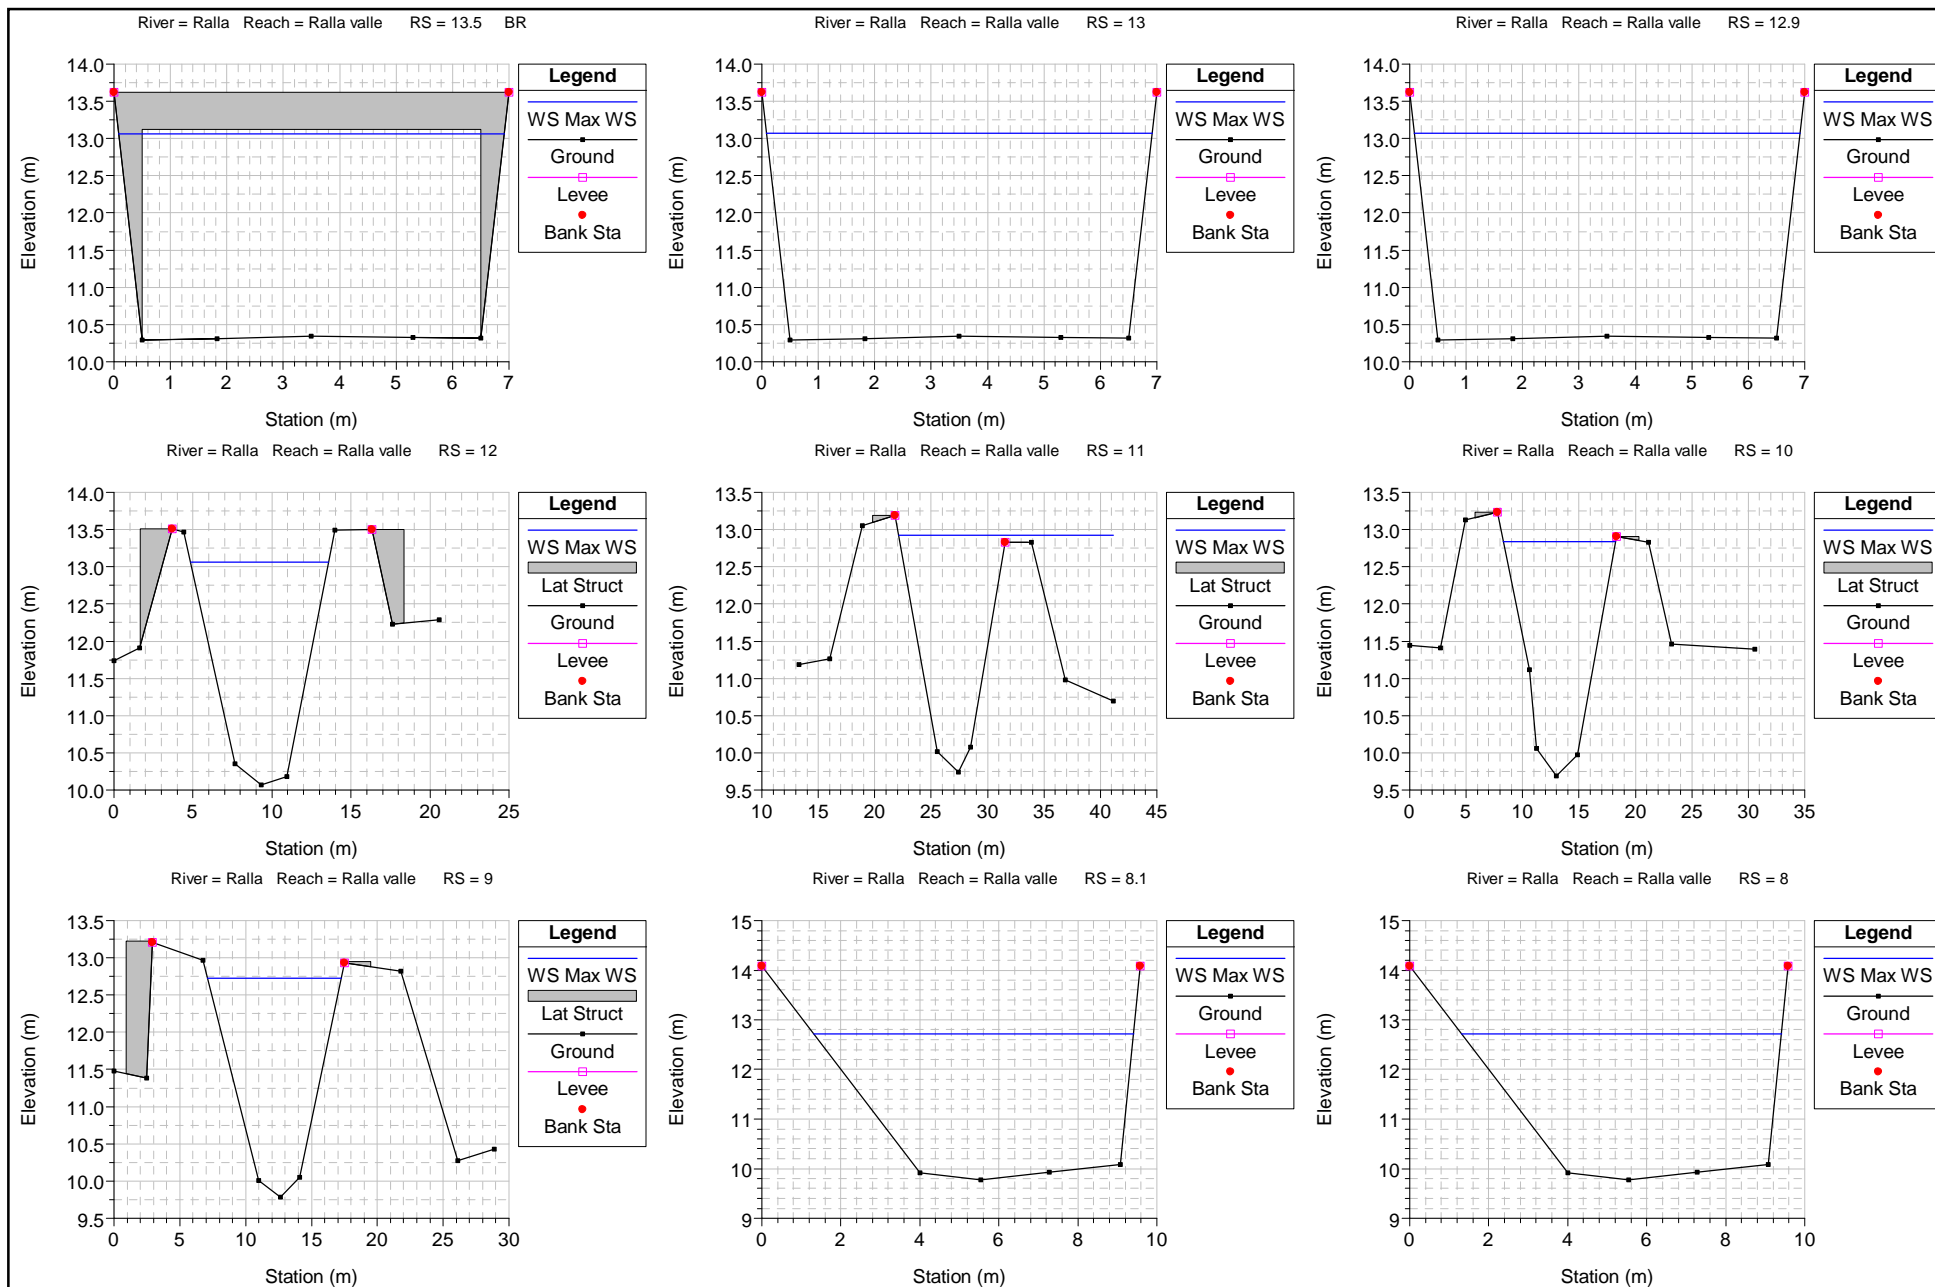 River = Ralla   Reach = Ralla valle      RS = 13.5     BR
14.0
13.5
13.0
12.5
12.0
11.5
11.0
10.5
10.0
Elevation (m)
0 1 2 3 4 5 6 7
Station (m)
Legend
WS Max WS
Ground
Levee
Bank Sta
River = Ralla   Reach = Ralla valle      RS = 13
14.0
13.5
13.0
12.5
12.0
11.5
11.0
10.5
10.0
Elevation (m)
0 1 2 3 4 5 6 7
Station (m)
Legend
WS Max WS
Ground
Levee
Bank Sta
River = Ralla   Reach = Ralla valle      RS = 12.9
14.0
13.5
13.0
12.5
12.0
11.5
11.0
10.5
10.0
Elevation (m)
0 1 2 3 4 5 6 7
Station (m)
Legend
WS Max WS
Ground
Levee
Bank Sta
River = Ralla   Reach = Ralla valle      RS = 12
14.0
13.5
13.0
12.5
12.0
11.5
11.0
10.5
10.0
Elevation (m)
0 5 10 15 20 25
Station (m)
Legend
WS Max WS
Lat Struct
Ground
Levee
Bank Sta
River = Ralla   Reach = Ralla valle      RS = 11
13.5
13.0
12.5
12.0
11.5
11.0
10.5
10.0
9.5
Elevation (m)
10 15 20 25 30 35 40 45
Station (m)
Legend
WS Max WS
Lat Struct
Ground
Levee
Bank Sta
River = Ralla   Reach = Ralla valle      RS = 10
13.5
13.0
12.5
12.0
11.5
11.0
10.5
10.0
9.5
Elevation (m)
0 5 10 15 20 25 30 35
Station (m)
Legend
WS Max WS
Lat Struct
Ground
Levee
Bank Sta
River = Ralla   Reach = Ralla valle      RS = 9
13.5
13.0
12.5
12.0
11.5
11.0
10.5
10.0
9.5
Elevation (m)
0 5 10 15 20 25 30
Station (m)
Legend
WS Max WS
Lat Struct
Ground
Levee
Bank Sta
River = Ralla   Reach = Ralla valle      RS = 8.1
15
14
13
12
11
10
9
Elevation (m)
0 2 4 6 8 10
Station (m)
Legend
WS Max WS
Ground
Levee
Bank Sta
River = Ralla   Reach = Ralla valle      RS = 8
15
14
13
12
11
10
9
Elevation (m)
0 2 4 6 8 10
Station (m)
Legend
WS Max WS
Ground
Levee
Bank Sta